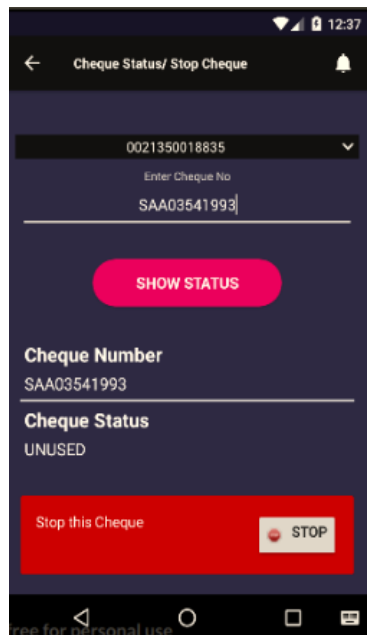 12:37
Cheque Status/ Stop Cheque
0021350018835
Enter Cheque No
SAA03541993
SHOW STATUS
Cheque Number
SAA03541993
Cheque Status
UNUSED
Stop this Cheque
STOP
free for personal use